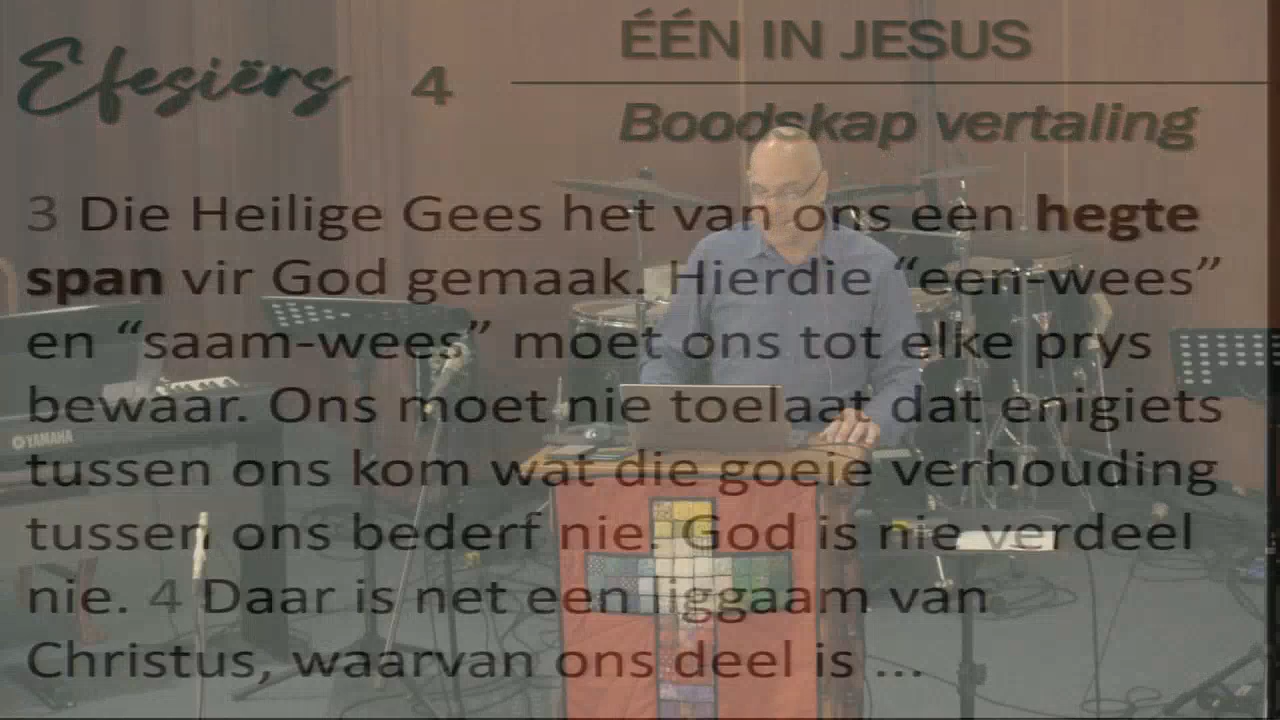 Efesiërs 4
ÉÉN IN JESUS
Boodskap vertaling
3 Die Heilige Gees het van ons een hegte
span vir God gemaak. Hierdie “een-wees”
en “saam-wees” moet ons tot elke prys
bewaar. Ons moet nie toelaat dat enigiets
tussen ons kom wat die goeie verhouding
tussen ons bederf nie. God is nie verdeel
nie. 4 Daar is net een liggaam van
Christus, waarvan ons deel is ...
YAMAHA